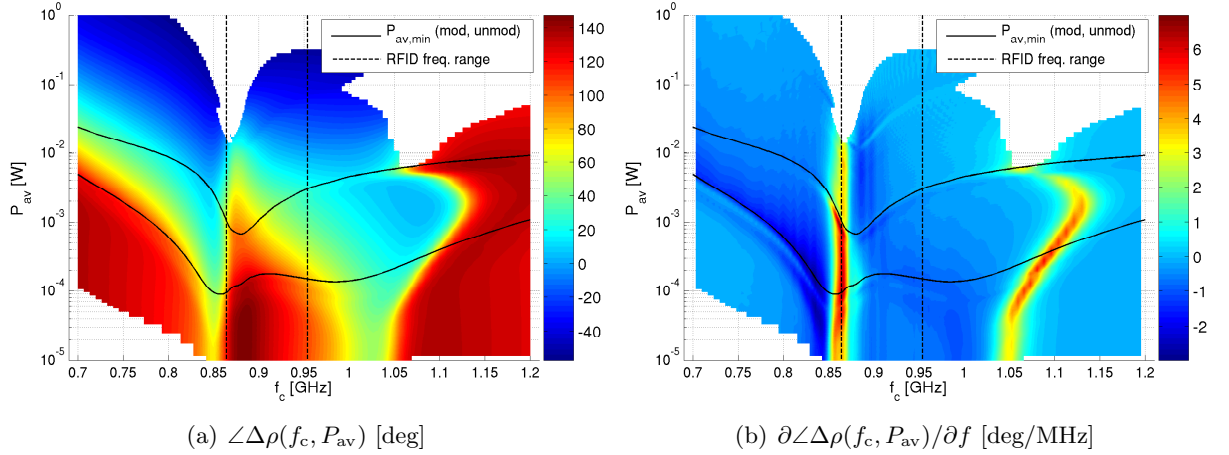 P_av,min (mod, unmod)
RFID freq. range
10^0
10^-1
10^-2
10^-3
10^-4
10^-5
P_av [W]
0.7 0.75 0.8 0.85 0.9 0.95 1 1.05 1.1 1.15 1.2
f_c [GHz]
140
120
100
80
60
40
20
0
-20
-40
(a) ∠Δρ(f_c, P_av) [deg]
P_av,min (mod, unmod)
RFID freq. range
10^0
10^-1
10^-2
10^-3
10^-4
10^-5
P_av [W]
0.7 0.75 0.8 0.85 0.9 0.95 1 1.05 1.1 1.15 1.2
f_c [GHz]
6
5
4
3
2
1
0
-1
-2
(b) ∂∠Δρ(f_c, P_av)/∂f [deg/MHz]